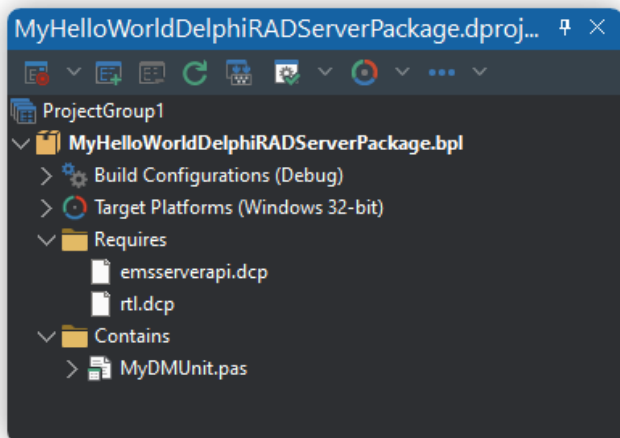 MyHelloWorldDelphiRADServerPackage.dproj...
ProjectGroup1
MyHelloWorldDelphiRADServerPackage.bpl
Build Configurations (Debug)
Target Platforms (Windows 32-bit)
Requires
emsserverapi.dcp
rtl.dcp
Contains
MyDMUnit.pas